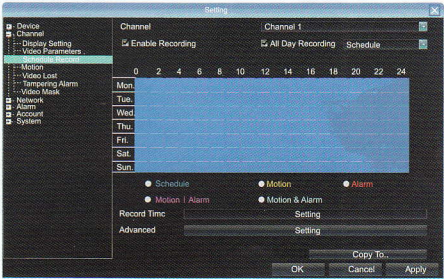 Setting
Device
Channel
Display Setting
Video Parameters
Schedule Record
Motion
Video Lost
Tampering Alarm
Video Mask
Network
Alarm
Account
System
Channel Channel 1
Enable Recording All Day Recording Schedule
0 2 4 6 8 10 12 14 16 18 20 22 24
Mon.
Tue.
Wed.
Thu.
Fri.
Sat.
Sun.
Schedule Motion Alarm
Motion | Alarm Motion & Alarm
Record Time Setting
Advanced Setting
Copy To..
OK Cancel Apply